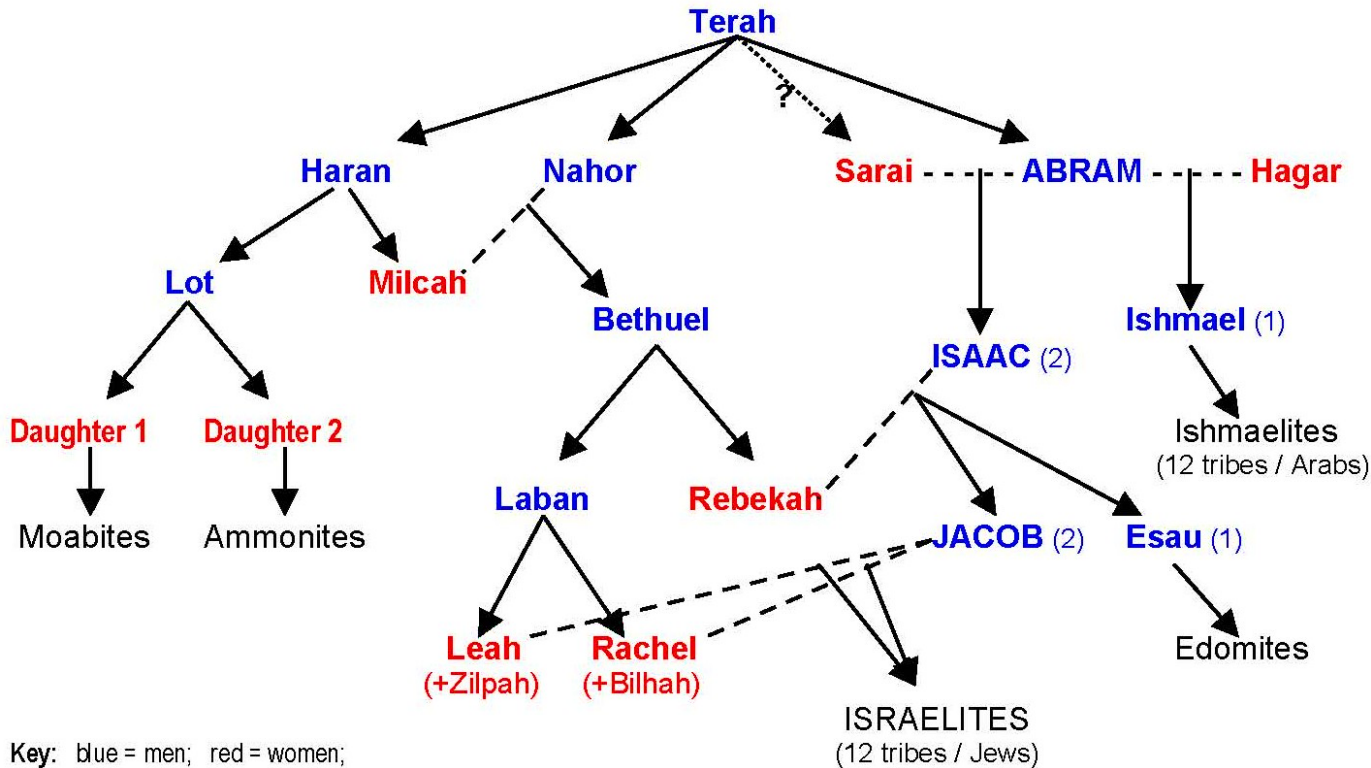 Terah
?
Haran Nahor Sarai ABRAM Hagar
Lot Milcah
Bethuel Ishmael (1)
ISAAC (2)
Daughter 1 Daughter 2 Ishmaelites
(12 tribes / Arabs)
Laban Rebekah
Moabites Ammonites JACOB (2) Esau (1)
Leah Rachel Edomites
(+Zilpah) (+Bilhah)
ISRAELITES
(12 tribes / Jews)
Key: blue = men; red = women;